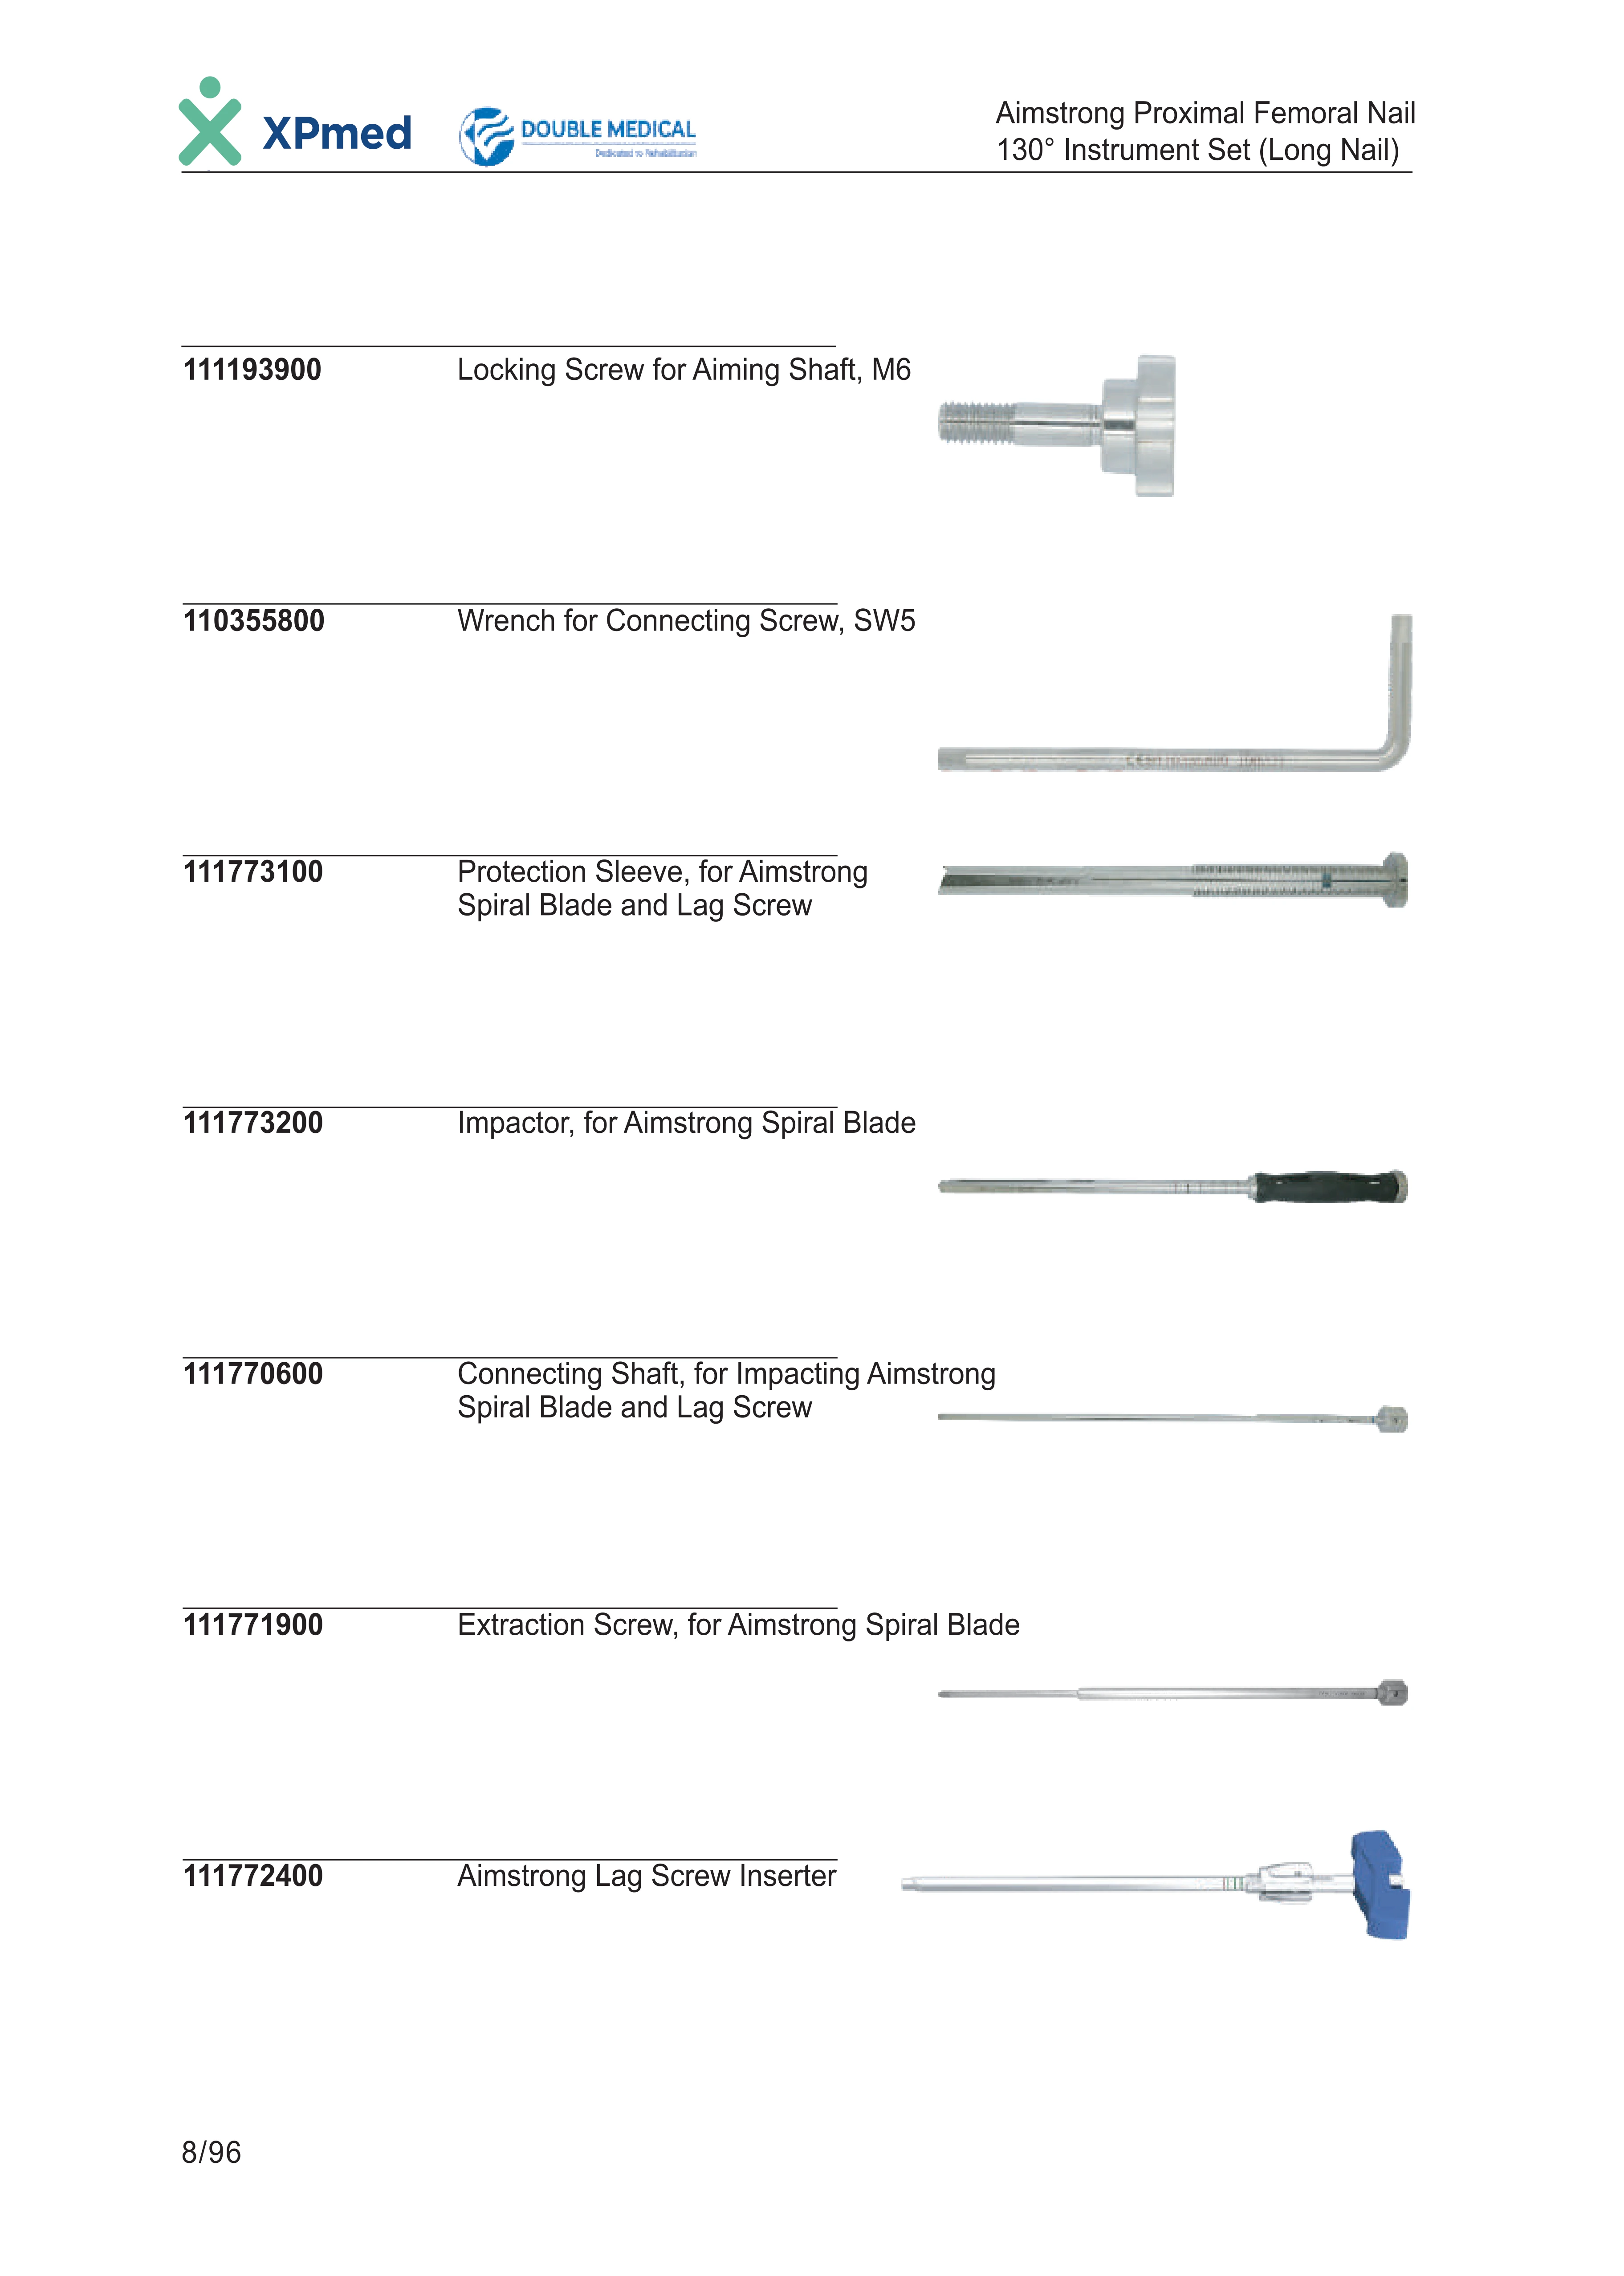 XPmed
DOUBLE MEDICAL
Dedicated to Rehabilitation
Aimstrong Proximal Femoral Nail
130° Instrument Set (Long Nail)
111193900 Locking Screw for Aiming Shaft, M6
110355800 Wrench for Connecting Screw, SW5
111773100 Protection Sleeve, for Aimstrong
Spiral Blade and Lag Screw
111773200 Impactor, for Aimstrong Spiral Blade
111770600 Connecting Shaft, for Impacting Aimstrong
Spiral Blade and Lag Screw
111771900 Extraction Screw, for Aimstrong Spiral Blade
111772400 Aimstrong Lag Screw Inserter
8/96